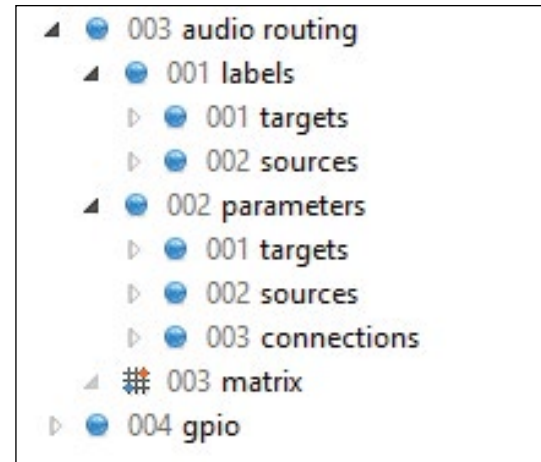 003 audio routing
001 labels
001 targets
002 sources
002 parameters
001 targets
002 sources
003 connections
003 matrix
004 gpio